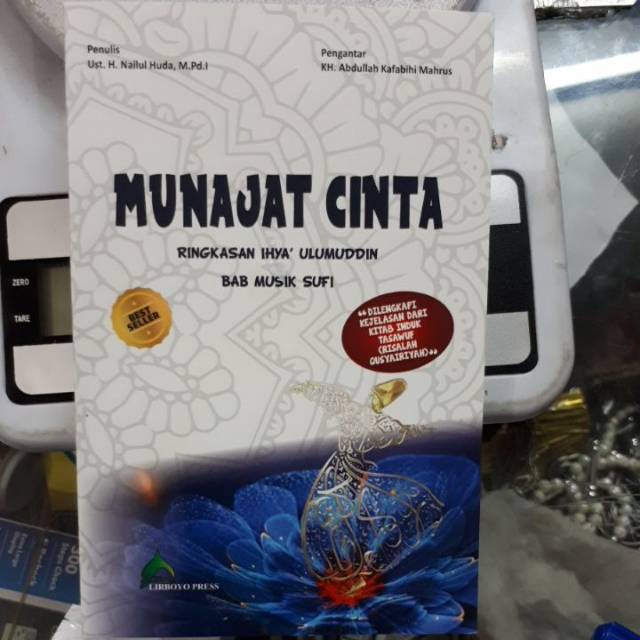 Penulis
Ust. H. Nailul Huda, M.Pd.I
Pengantar
KH. Abdullah Kafabihi Mahrus
MUNAJAT CINTA
RINGKASAN IHYA' ULUMUDDIN
BAB MUSIK SUFI
BEST
SELLER
"DILENGKAPI
KEJELASAN DARI
KITAB INDUK
TASAWUF
(RISALAH
QUSYAIRIYAH)"
LIRBOYO PRESS
ZERO
TARE